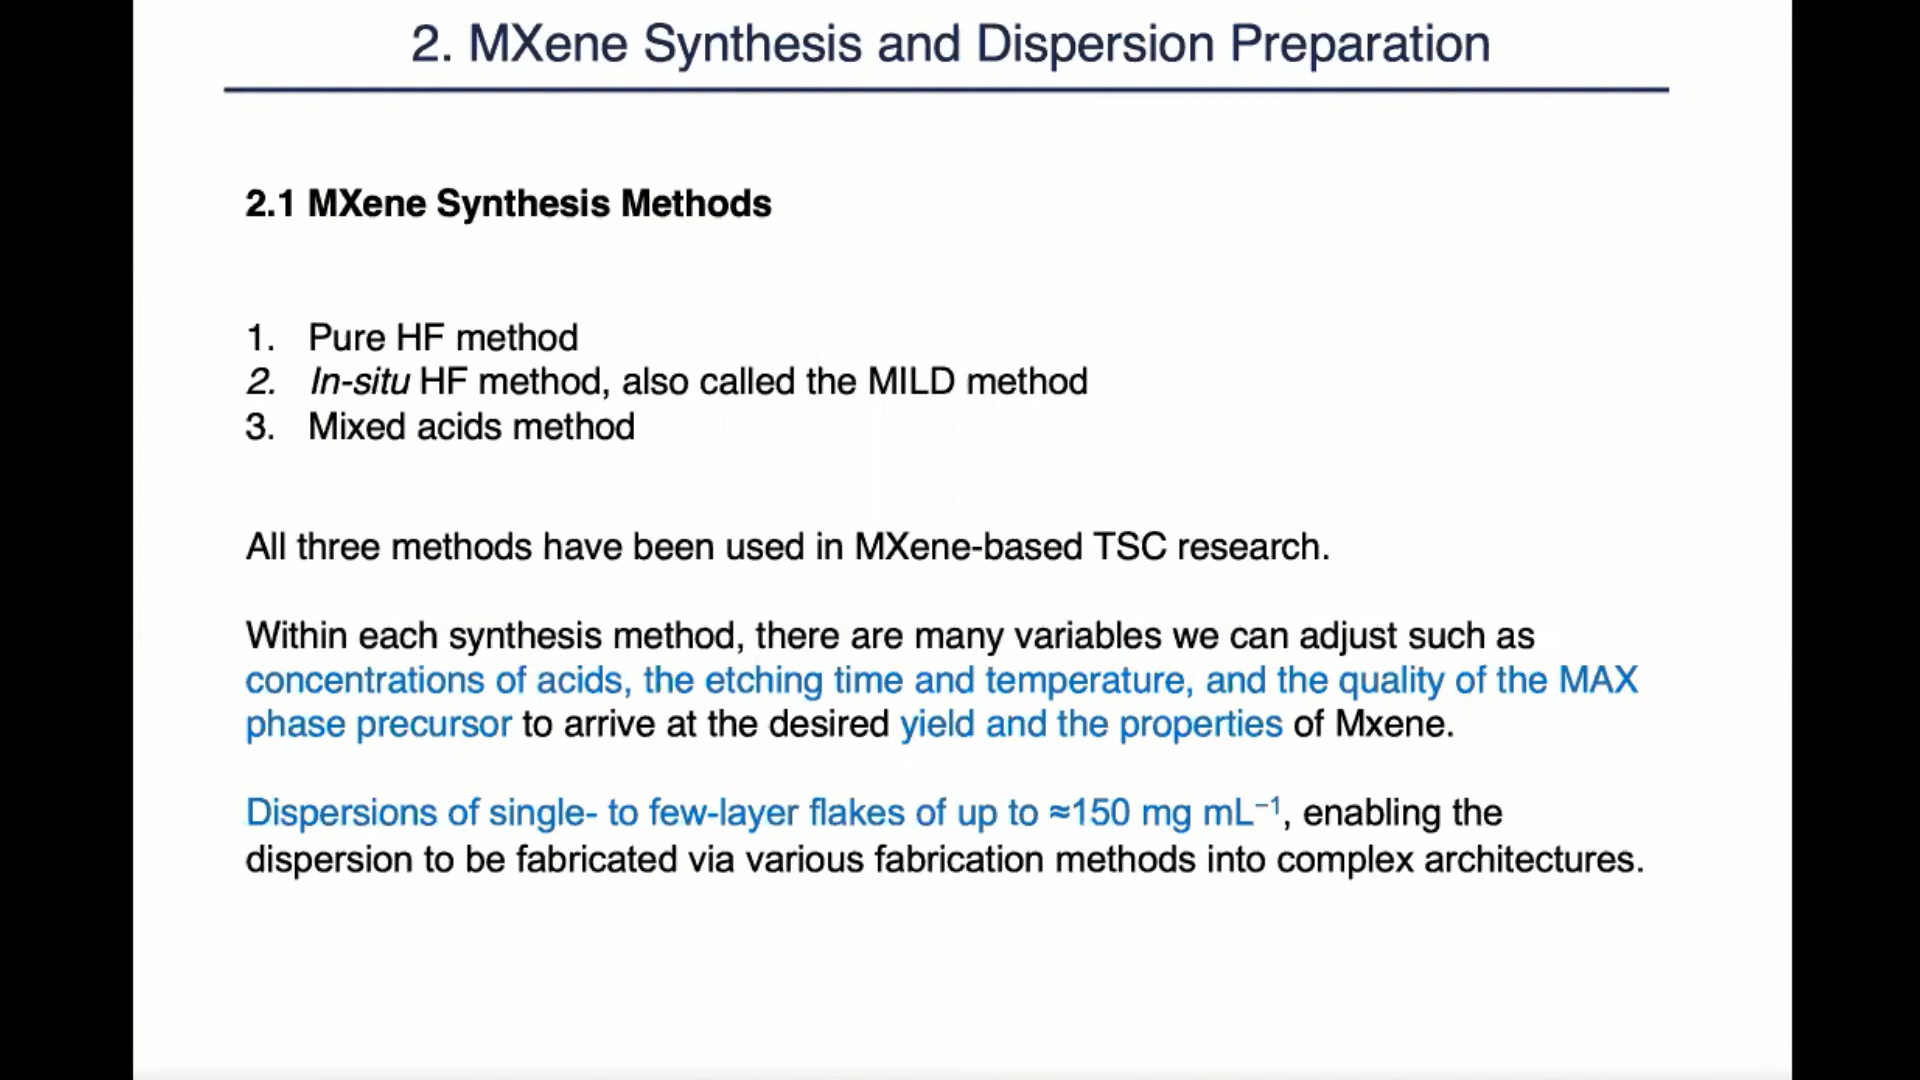 2. MXene Synthesis and Dispersion Preparation
2.1 MXene Synthesis Methods
1. Pure HF method
2. In-situ HF method, also called the MILD method
3. Mixed acids method
All three methods have been used in MXene-based TSC research.
Within each synthesis method, there are many variables we can adjust such as
concentrations of acids, the etching time and temperature, and the quality of the MAX
phase precursor to arrive at the desired yield and the properties of Mxene.
Dispersions of single- to few-layer flakes of up to ≈150 mg mL⁻¹, enabling the
dispersion to be fabricated via various fabrication methods into complex architectures.